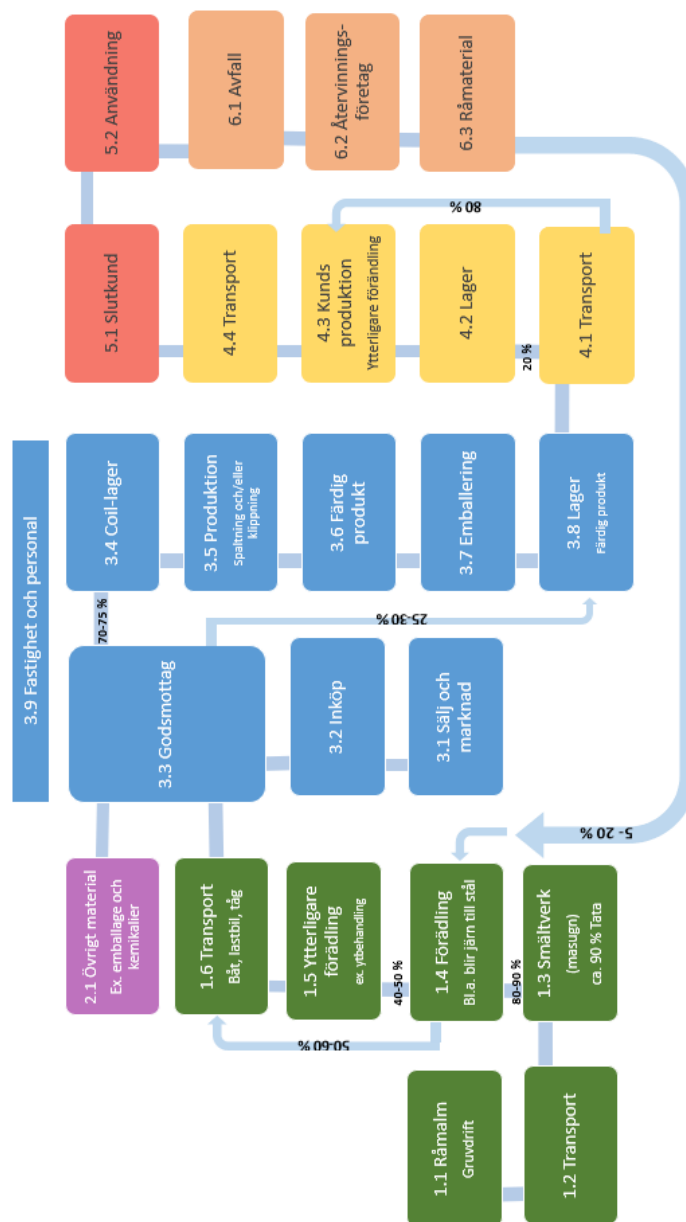 1.1 Råmalm
Gruvdrift
1.2 Transport
1.3 Smältverk
(masugn)
ca. 90 % Tata
80-90 %
1.4 Förädling
Bl.a. blir järn till stål
40-50 %
50-60 %
1.5 Ytterligare
förädling
ex. ytbehandling
1.6 Transport
Båt, lastbil, tåg
2.1 Övrigt material
Ex. emballage och
kemikalier
5- 20 %
3.9 Fastighet och personal
3.3 Godsmottag
3.2 Inköp
3.1 Sälj och
marknad
70-75 %
25-30 %
3.4 Coil-lager
3.5 Produktion
Spaltning och/eller
klippning
3.6 Färdig
produkt
3.7 Emballering
3.8 Lager
Färdig produkt
4.1 Transport
20 %
80 %
4.2 Lager
4.3 Kunds
produktion
Ytterligare förändling
4.4 Transport
5.1 Slutkund
5.2 Användning
6.1 Avfall
6.2 Återvinnings-
företag
6.3 Råmaterial